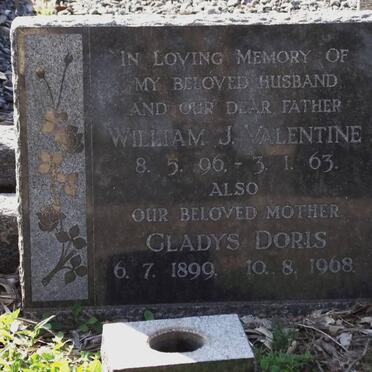 IN LOVING MEMORY OF
MY BELOVED HUSBAND
AND OUR DEAR FATHER
WILLIAM J. VALENTINE
8. 5. 96. - 3. 1. 63.
ALSO
OUR BELOVED MOTHER
GLADYS DORIS
6. 7. 1899. 10. 8. 1968.